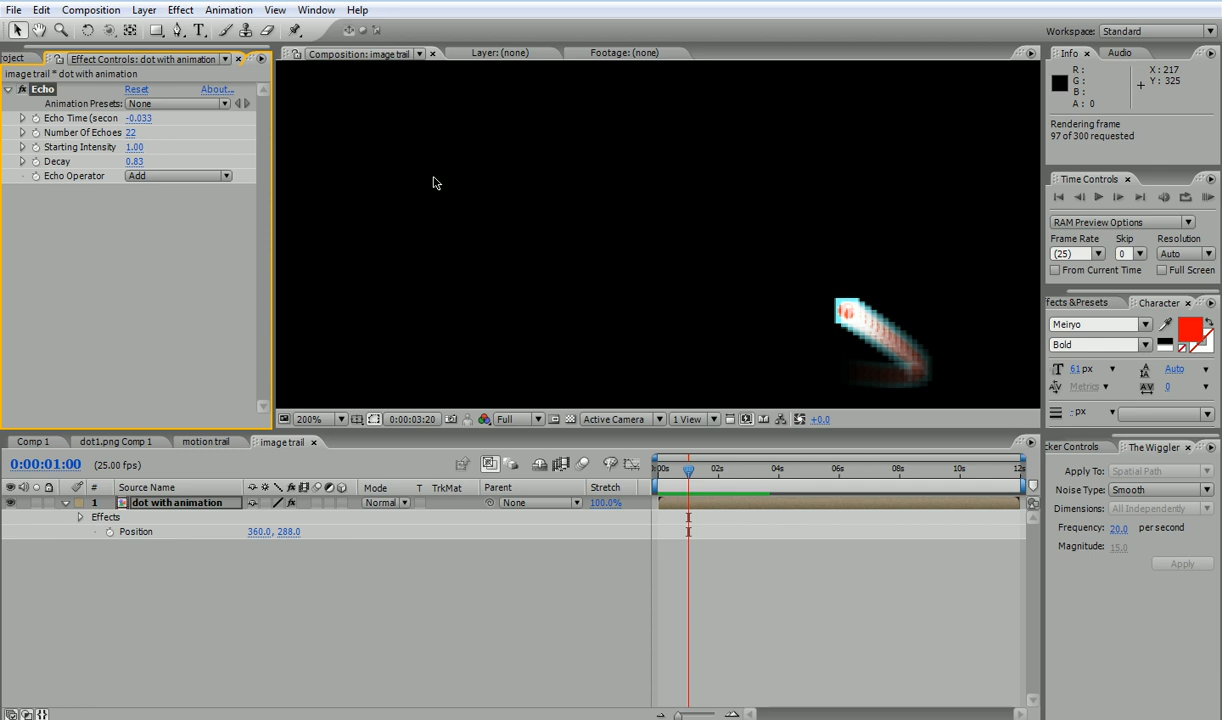 File Edit Composition Layer Effect Animation View Window Help
Workspace: Standard
roject Effect Controls: dot with animation
image trail * dot with animation
Echo Reset About...
Animation Presets: None
Echo Time (secon -0.033
Number Of Echoes 22
Starting Intensity 1.00
Decay 0.83
Echo Operator Add
Composition: image trail Layer: (none) Footage: (none)
200% 0:00:03:20 Full Active Camera 1 View +0.0
Info Audio
R: X: 217
G: Y: 325
B:
A: 0
Rendering frame
97 of 300 requested
Time Controls
RAM Preview Options
Frame Rate Skip Resolution
(25) 0 Auto
From Current Time Full Screen
fects &Presets Character
Meiryo
Bold
61 px Auto
Metrics 0
- px
Comp 1 dot1.png Comp 1 motion trail image trail
0:00:01:00 (25.00 fps)
# Source Name Mode T TrkMat Parent Stretch
1 dot with animation Normal None 100.0%
Effects
Position 360.0, 288.0
0:00s 02s 04s 06s 08s 10s 12s
cker Controls The Wiggler
Apply To: Spatial Path
Noise Type: Smooth
Dimensions: All Independently
Frequency: 20.0 per second
Magnitude: 15.0
Apply